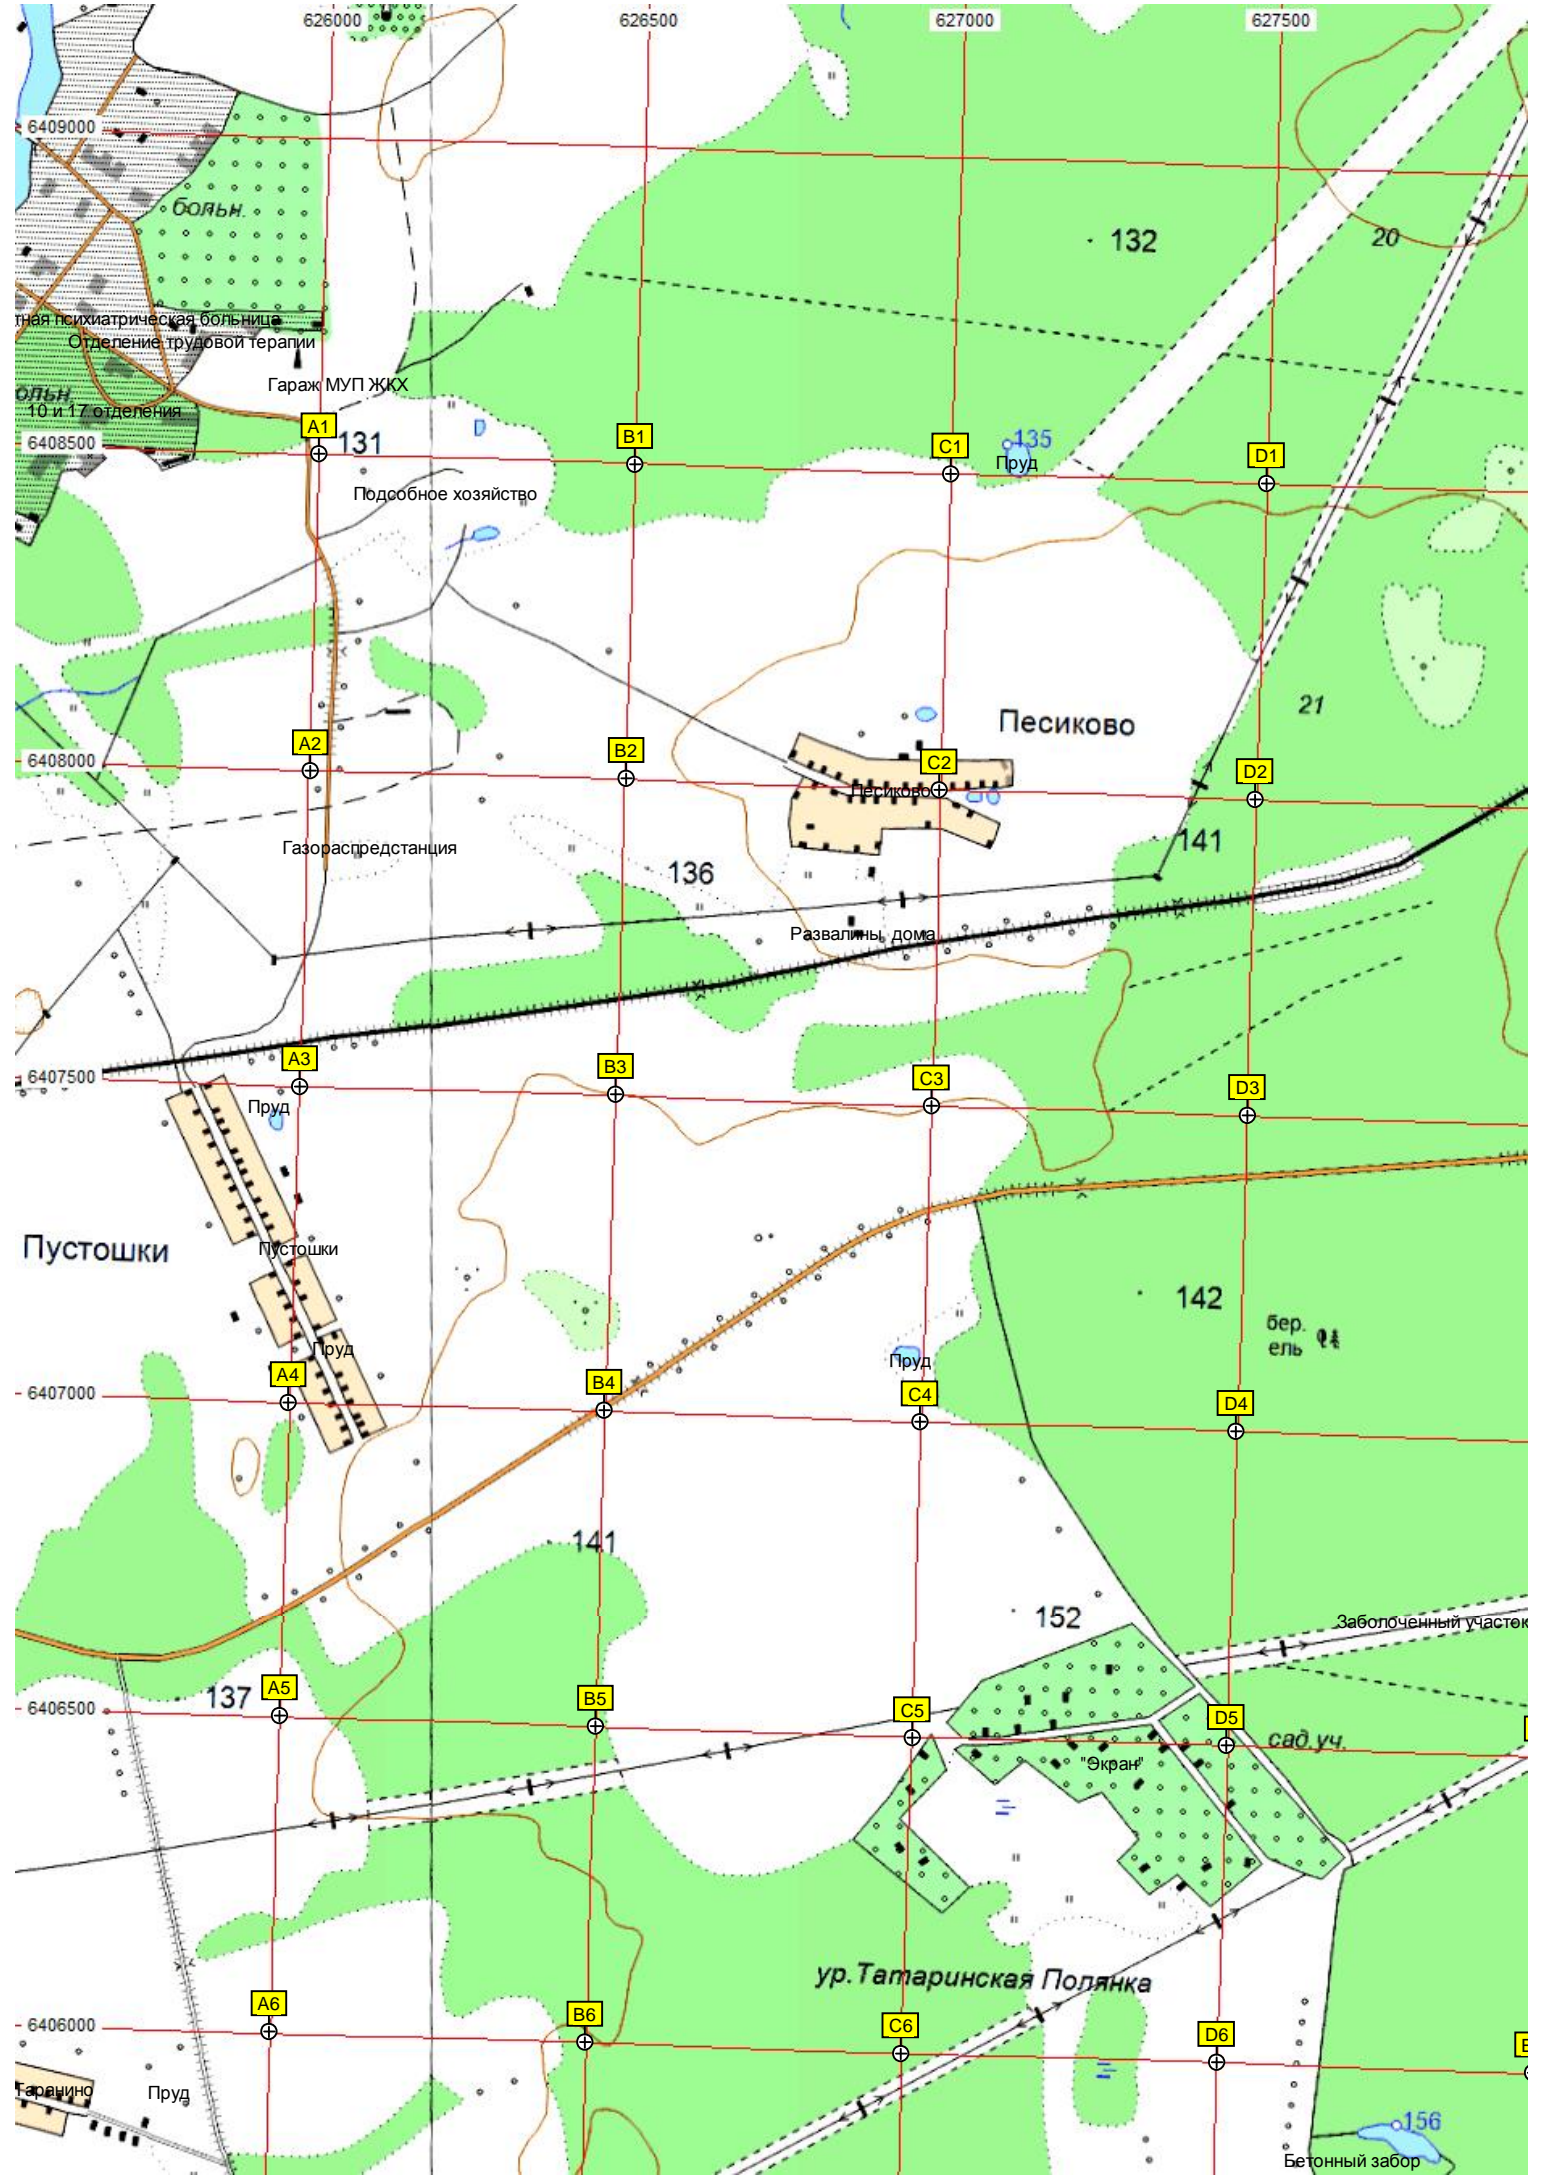 626000 626500 627000 627500
6409000
больн.
132
20
тная психиатрическая больница
Отделение трудовой терапии
Гараж МУП ЖКХ
10 и 17 отделения
A1
131
B1
135
C1
D1
6408500
Пруд
Подсобное хозяйство
21
Песиково
A2
B2
C2
D2
6408000
Песиково
141
Газораспредстанция
136
Развалины дома
A3
B3
C3
D3
6407500
Пруд
Пустошки
Пустошки
142
бер.
ель
Пруд
Пруд
A4
B4
C4
D4
6407000
141
152
Заболоченный участок
137
A5
B5
C5
D5
6406500
сад.уч.
"Экран"
ур.Татаринская Полянка
A6
B6
C6
D6
E
6406000
Гаранино
Пруд
156
Бетонный забор